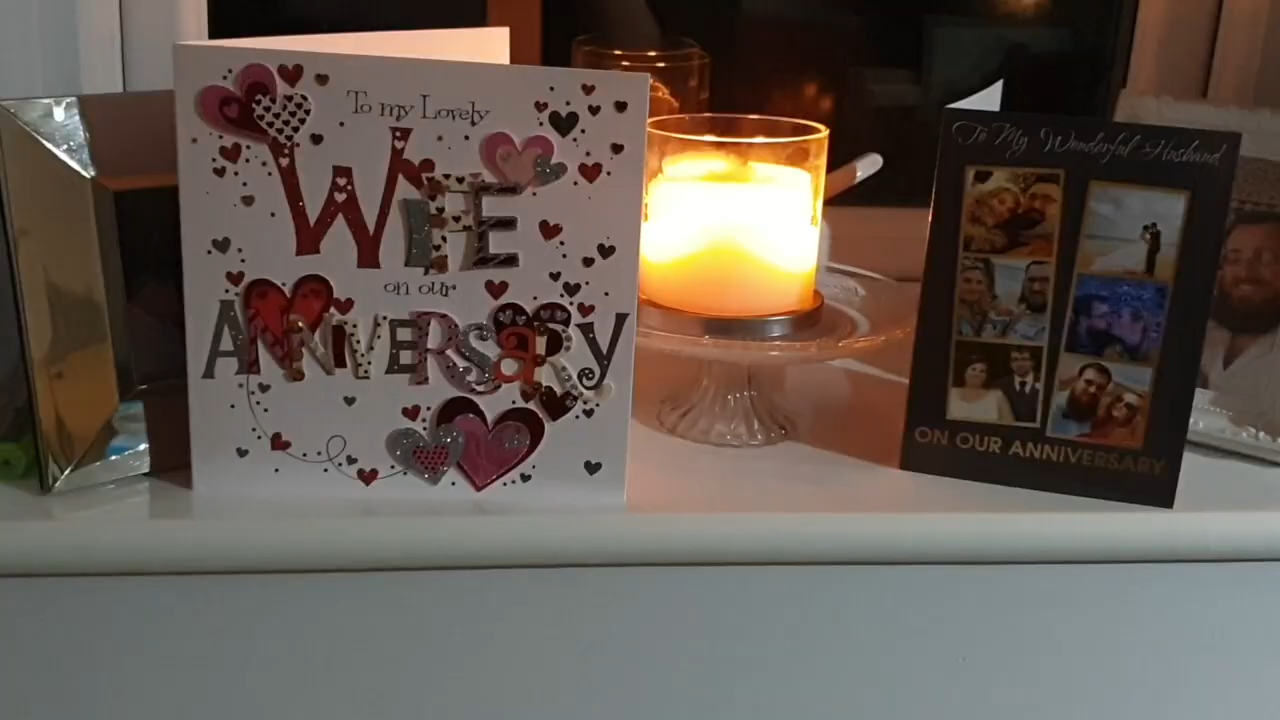 To my Lovely
WIFE
on our
ANNIVERSARY
To My Wonderful Husband
ON OUR ANNIVERSARY